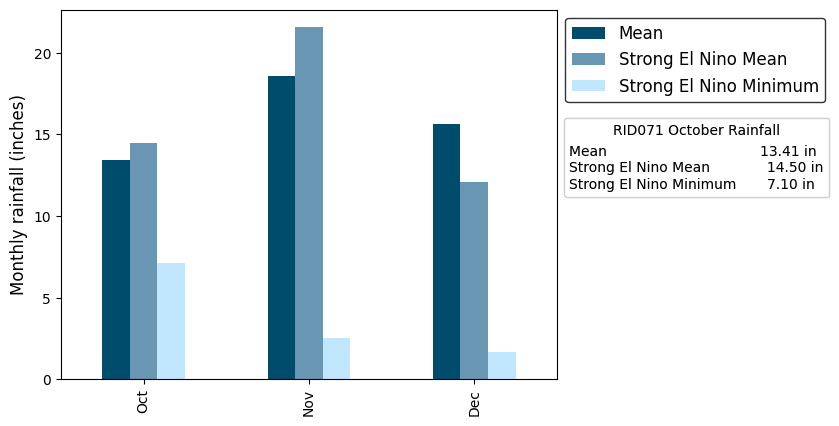 Monthly rainfall (inches)
20
15
10
5
0
Oct
Nov
Dec
Mean
Strong El Nino Mean
Strong El Nino Minimum
RID071 October Rainfall
Mean 13.41 in
Strong El Nino Mean 14.50 in
Strong El Nino Minimum 7.10 in